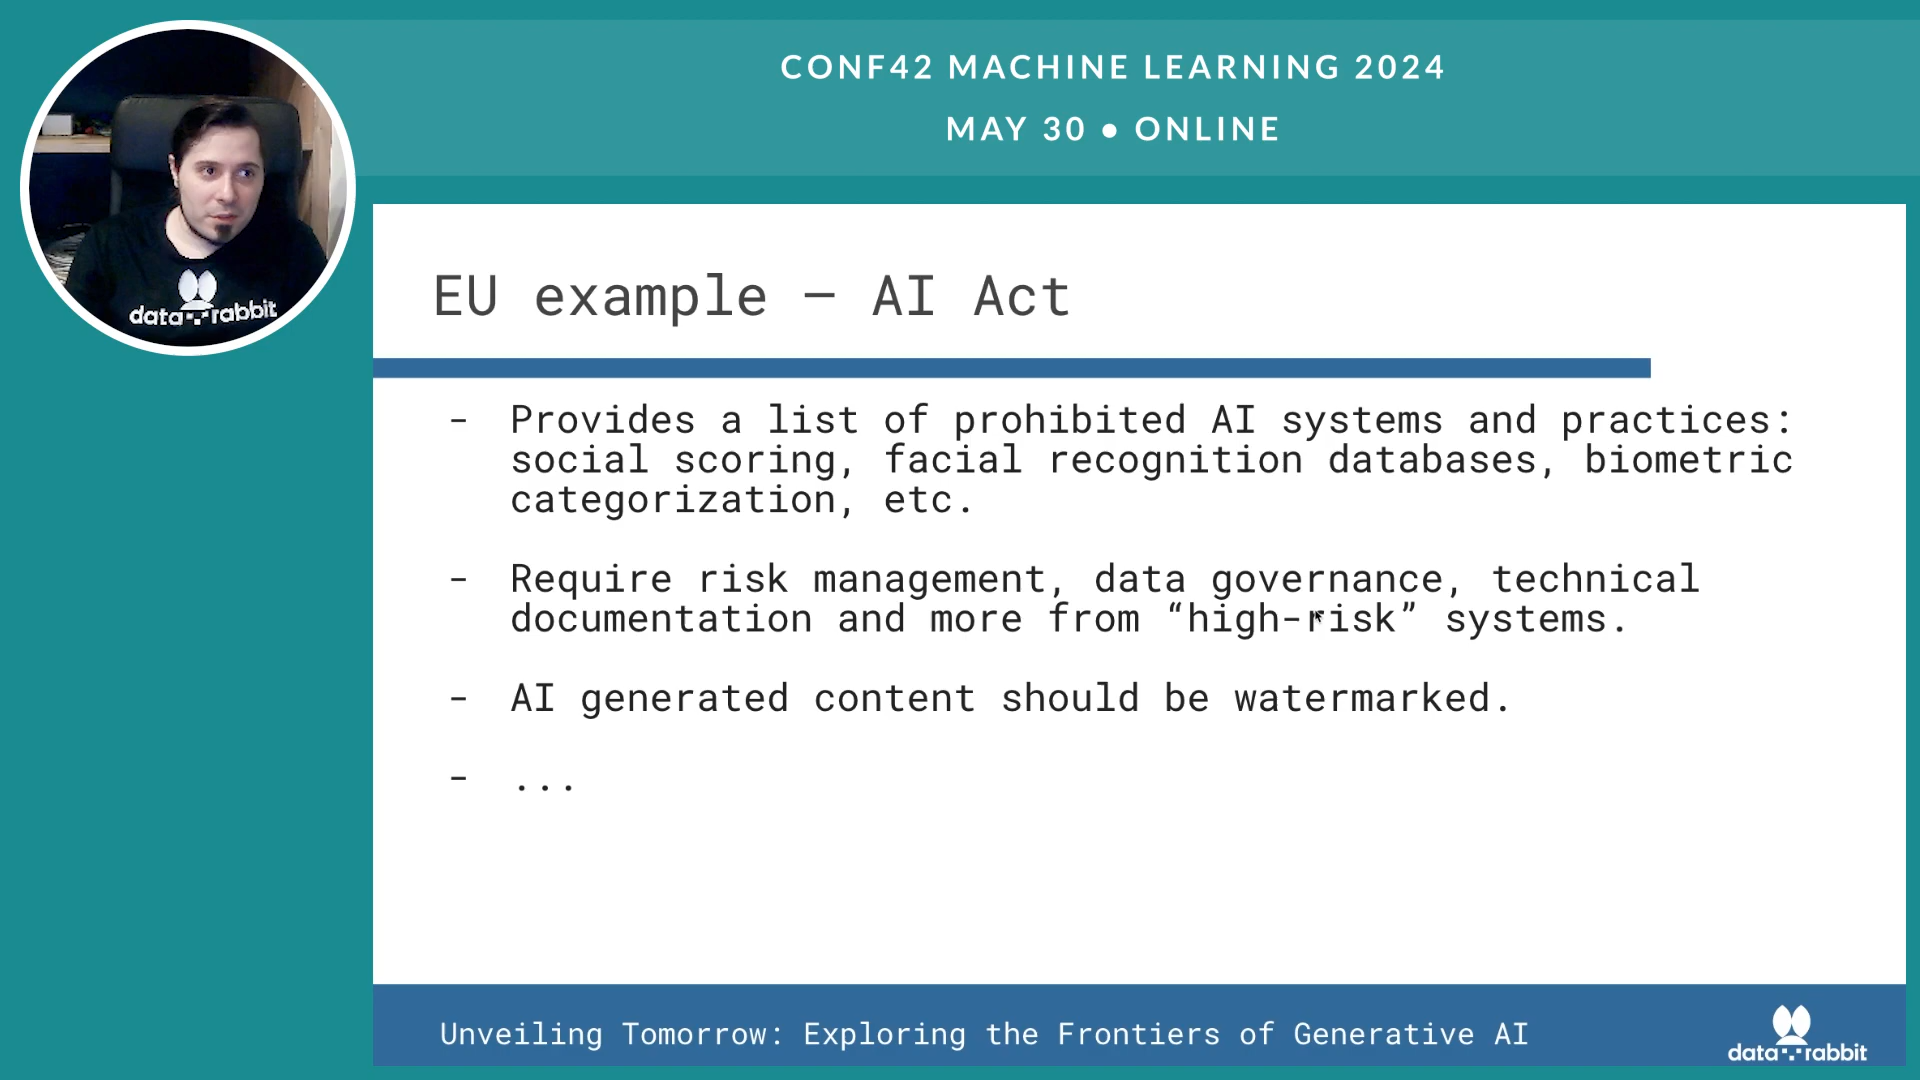 CONF42 MACHINE LEARNING 2024
MAY 30 ● ONLINE
data rabbit
EU example — AI Act
- Provides a list of prohibited AI systems and practices:
social scoring, facial recognition databases, biometric
categorization, etc.
- Require risk management, data governance, technical
documentation and more from “high-risk” systems.
- AI generated content should be watermarked.
- ...
Unveiling Tomorrow: Exploring the Frontiers of Generative AI
data rabbit